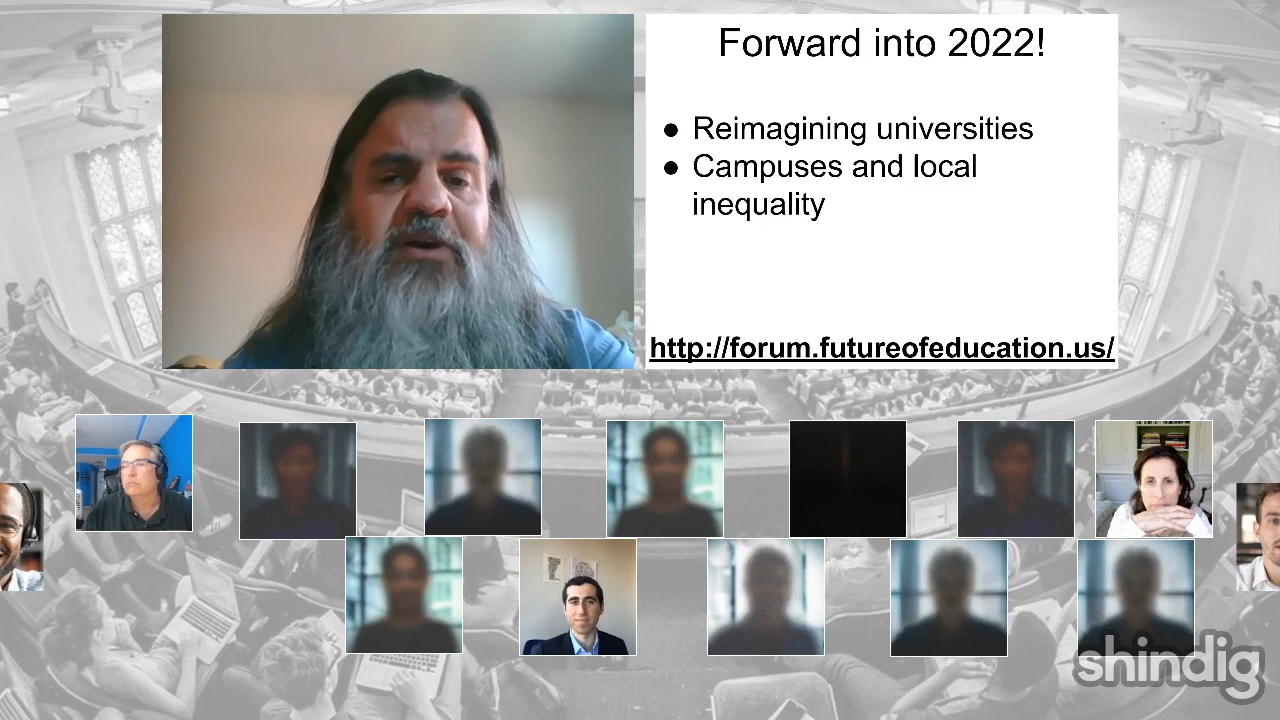 Forward into 2022!
● Reimagining universities
● Campuses and local
inequality
http://forum.futureofeducation.us/
shindig